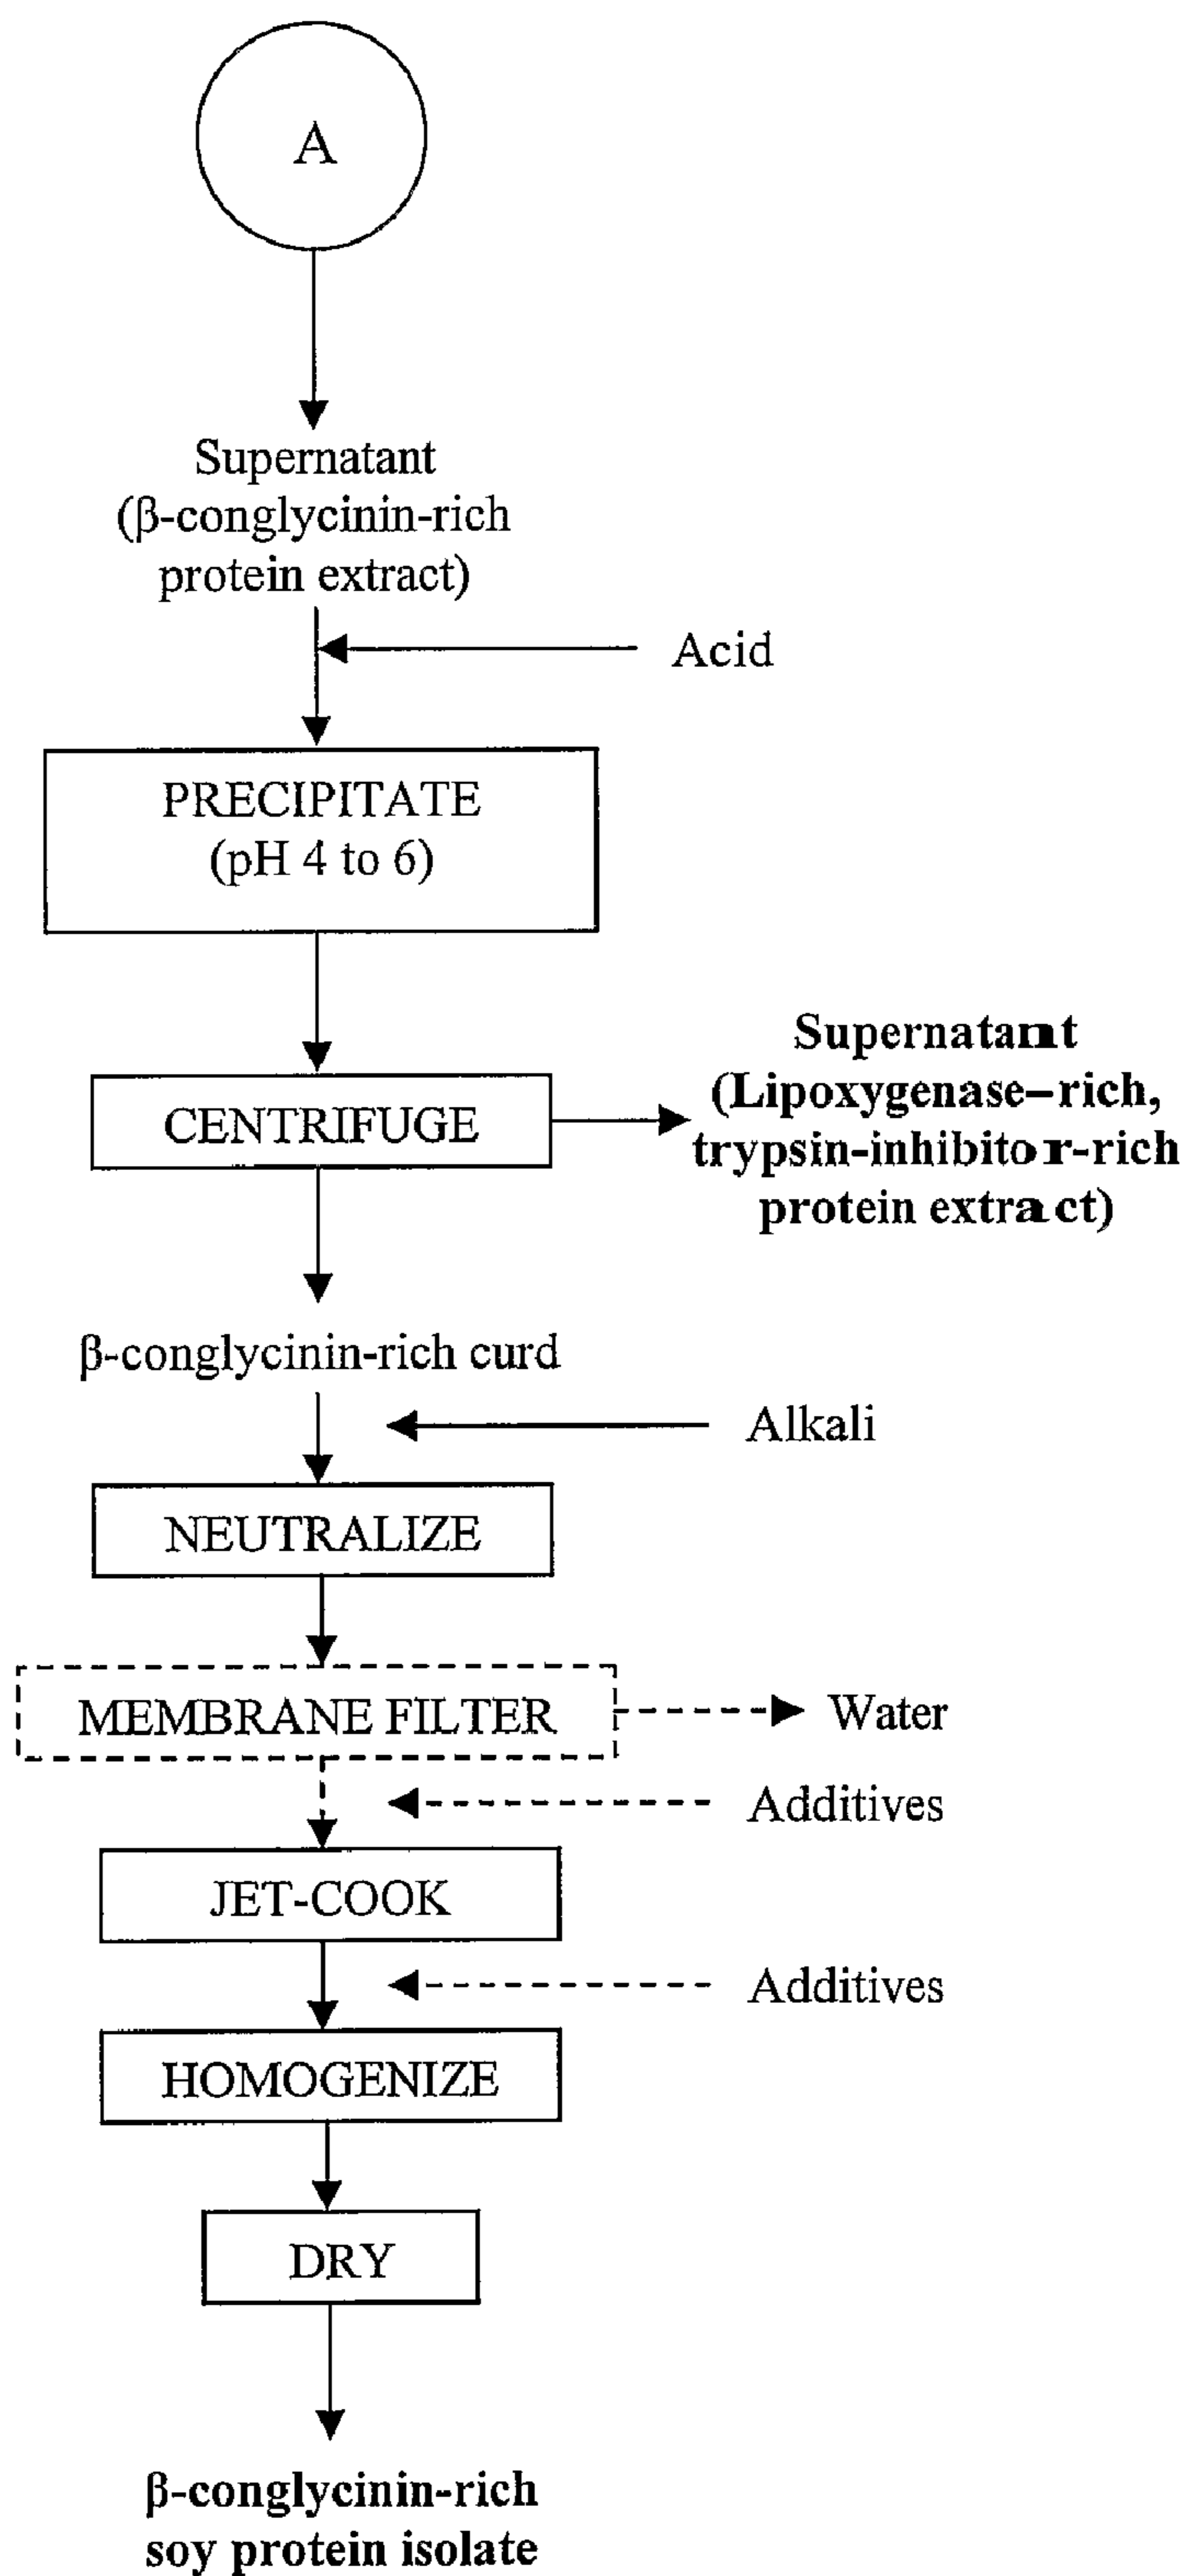 A
Supernatant
(β-conglycinin-rich
protein extract)
Acid
PRECIPITATE
(pH 4 to 6)
CENTRIFUGE
Supernatant
(Lipoxygenase–rich,
trypsin-inhibitor-rich
protein extract)
β-conglycinin-rich curd
Alkali
NEUTRALIZE
MEMBRANE FILTER
Water
Additives
JET-COOK
Additives
HOMOGENIZE
DRY
β-conglycinin-rich
soy protein isolate